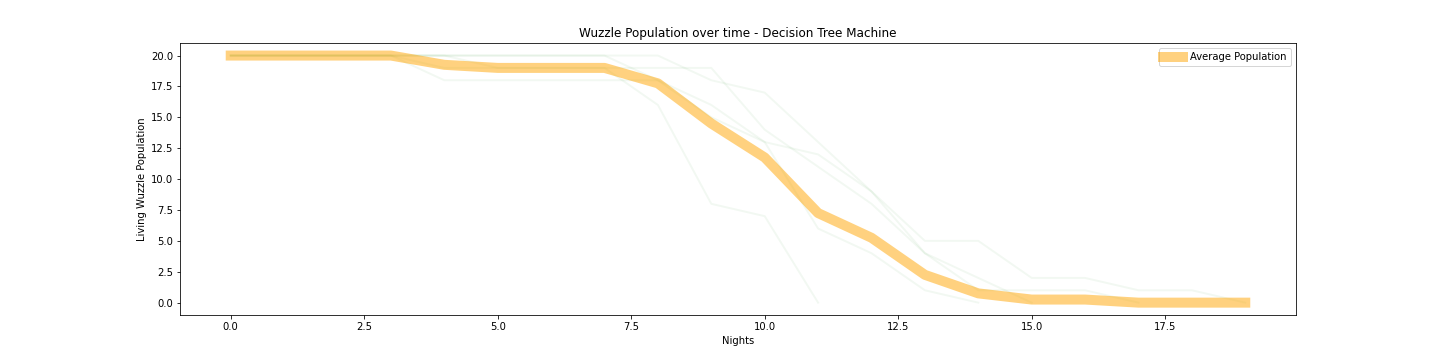 Wuzzle Population over time - Decision Tree Machine
Average Population
Living Wuzzle Population
20.0
17.5
15.0
12.5
10.0
7.5
5.0
2.5
0.0
0.0 2.5 5.0 7.5 10.0 12.5 15.0 17.5
Nights